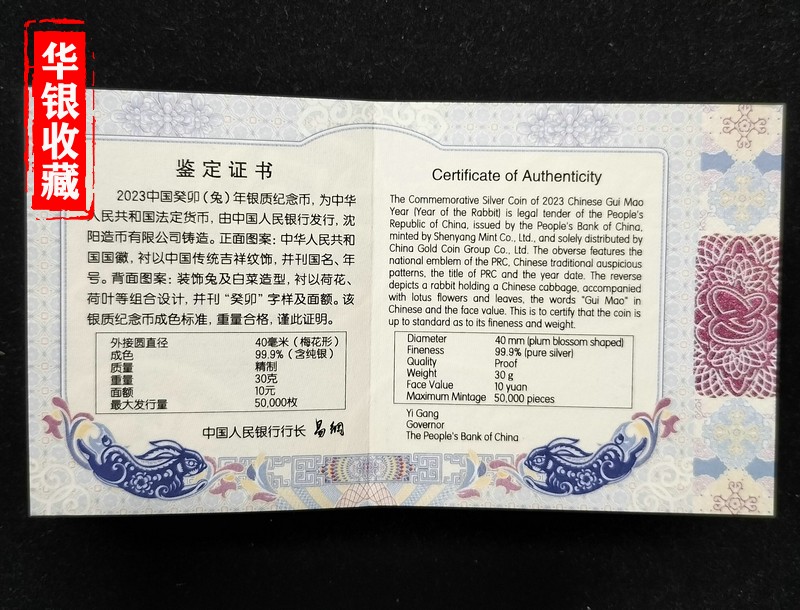 华银收藏
鉴定证书
2023中国癸卯（兔）年银质纪念币，为中华
人民共和国法定货币，由中国人民银行发行，沈
阳造币有限公司铸造。正面图案：中华人民共和
国国徽，衬以中国传统吉祥纹饰，并刊国名、年
号。背面图案：装饰兔及白菜造型，衬以荷花、
荷叶等组合设计，并刊“癸卯”字样及面额。该
银质纪念币成色标准，重量合格，谨此证明。
外接圆直径 40毫米（梅花形）
成色 99.9%（含纯银）
质量 精制
重量 30克
面额 10元
最大发行量 50,000枚
中国人民银行行长 易纲
Certificate of Authenticity
The Commemorative Silver Coin of 2023 Chinese Gui Mao
Year (Year of the Rabbit) is legal tender of the People's
Republic of China, issued by the People's Bank of China,
minted by Shenyang Mint Co., Ltd., and solely distributed by
China Gold Coin Group Co., Ltd. The obverse features the
national emblem of the PRC, Chinese traditional auspicious
patterns, the title of PRC and the year date. The reverse
depicts a rabbit holding a Chinese cabbage, accompanied
with lotus flowers and leaves, the words "Gui Mao" in
Chinese and the face value. This is to certify that the coin is
up to standard as to its fineness and weight.
Diameter 40 mm (plum blossom shaped)
Fineness 99.9% (pure silver)
Quality Proof
Weight 30 g
Face Value 10 yuan
Maximum Mintage 50,000 pieces
Yi Gang
Governor
The People's Bank of China